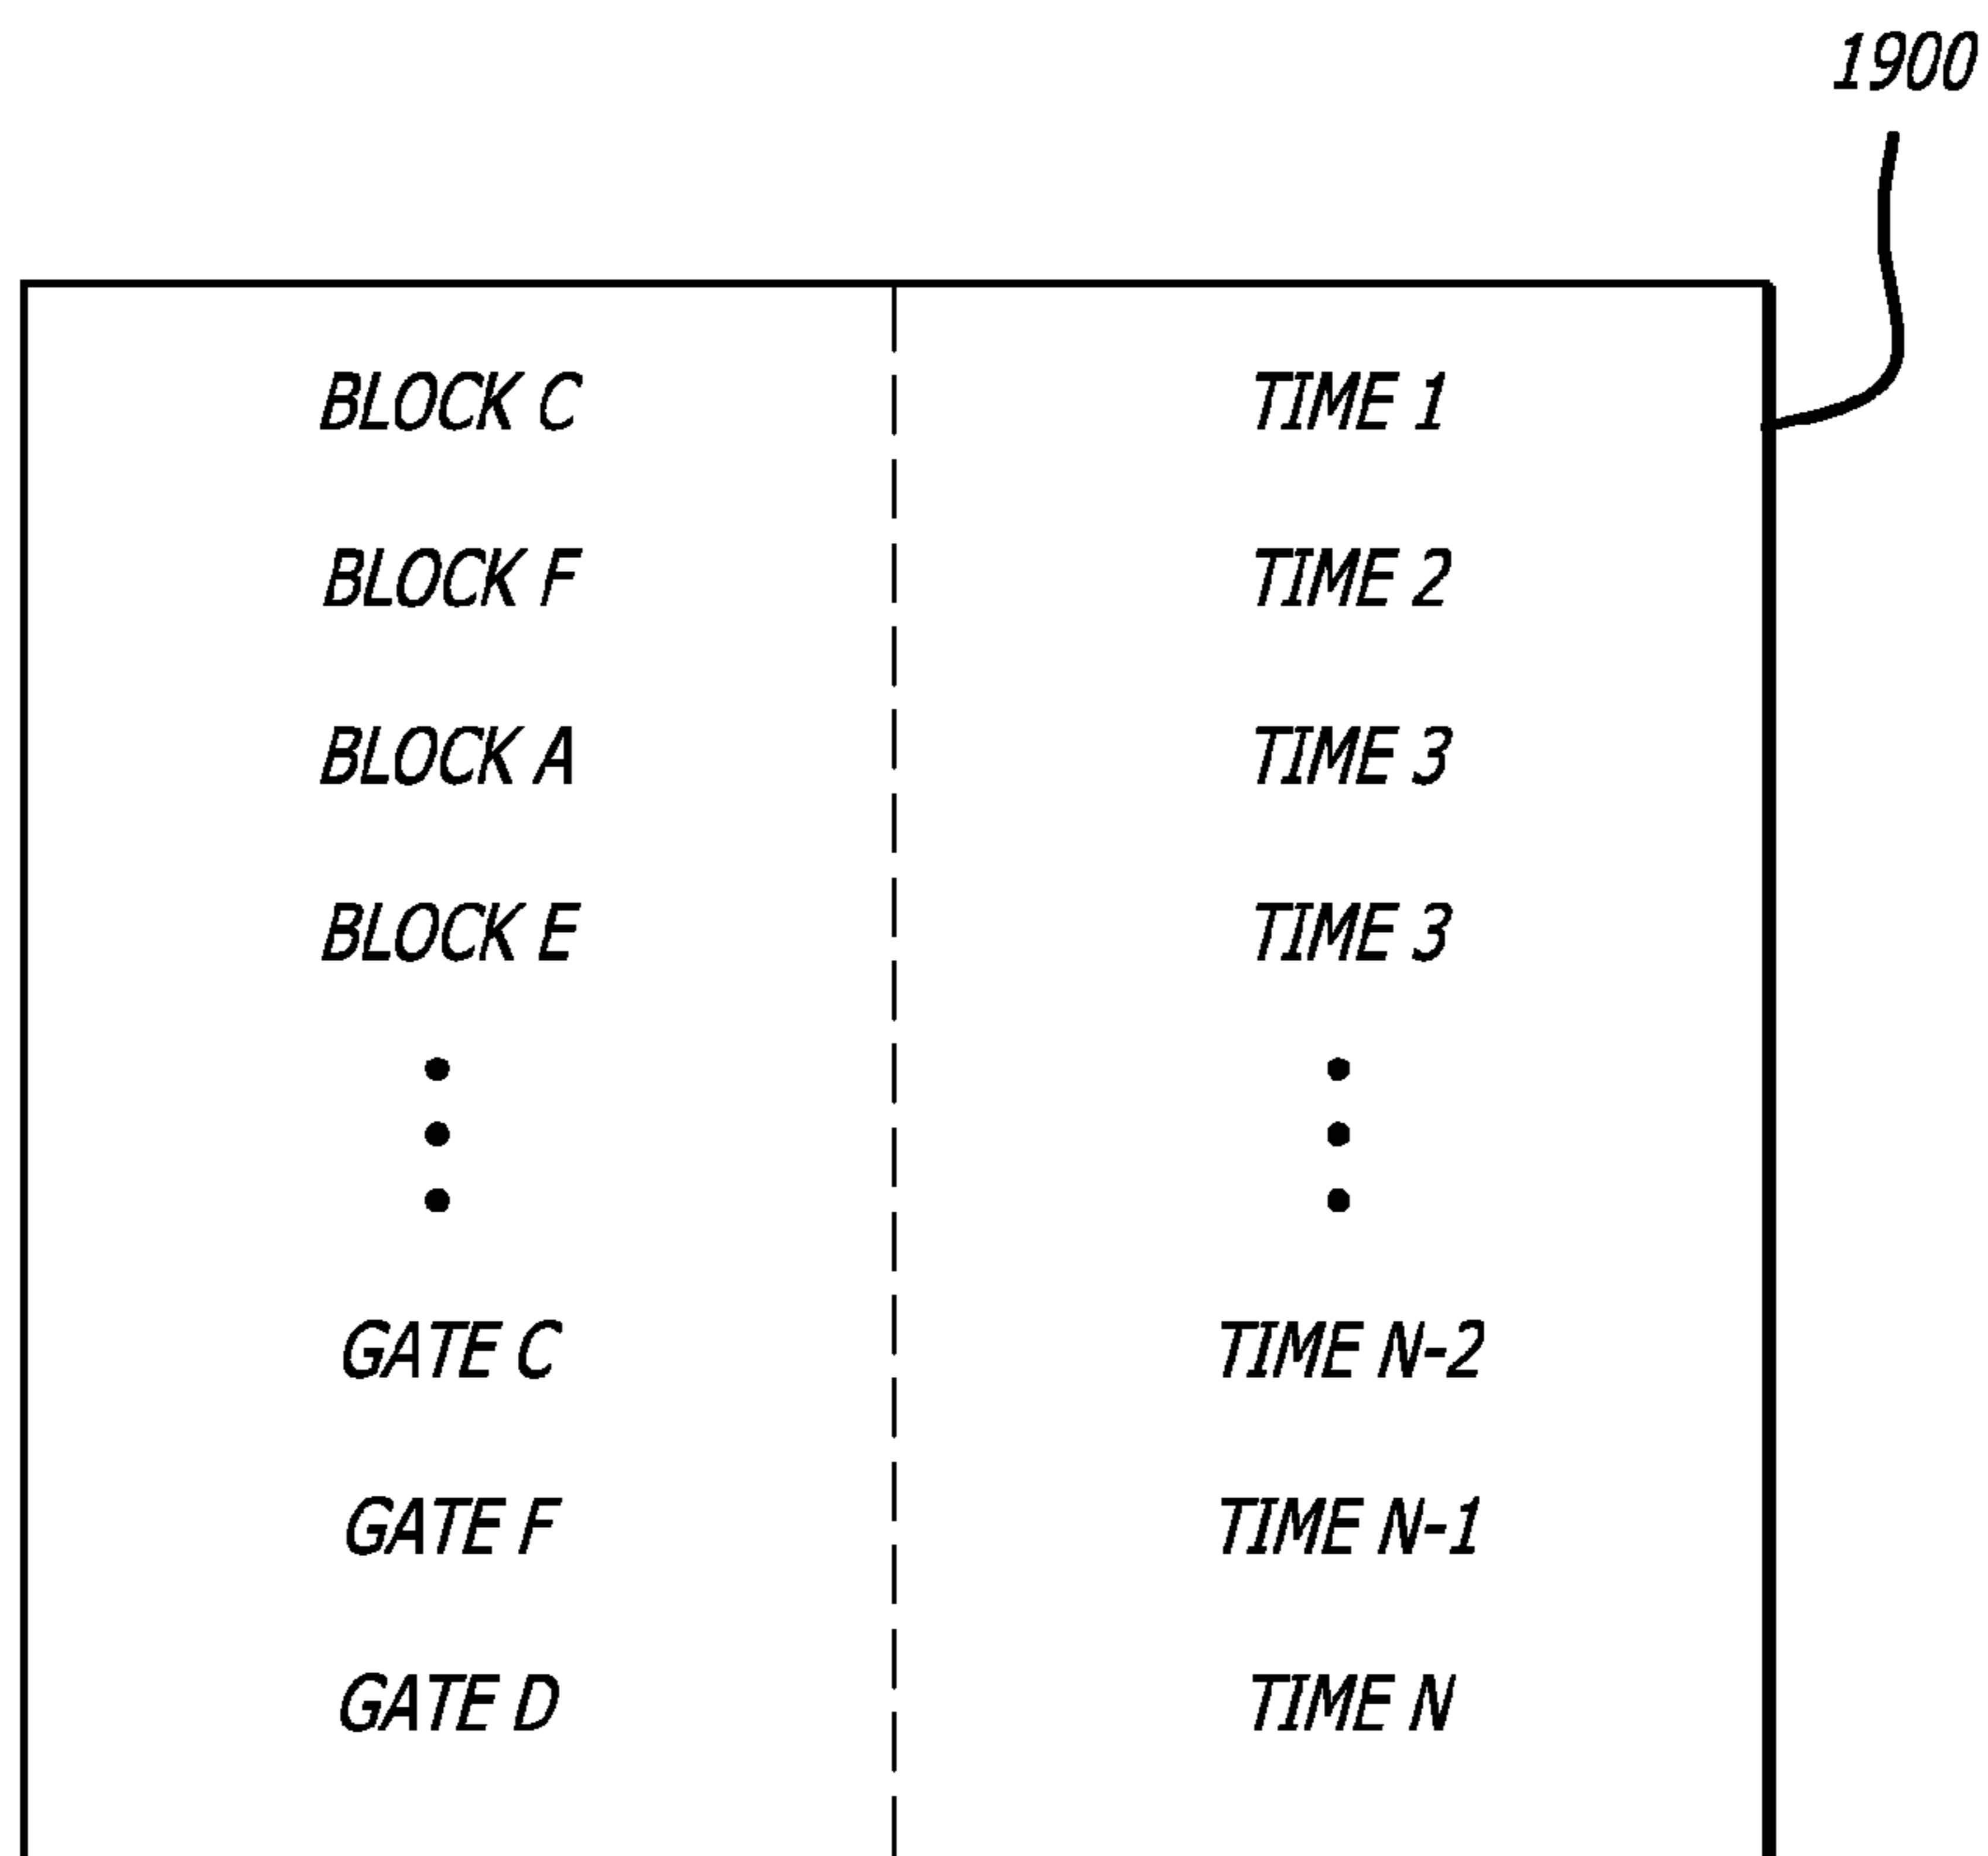 1900
BLOCK C TIME 1
BLOCK F TIME 2
BLOCK A TIME 3
BLOCK E TIME 3
GATE C TIME N-2
GATE F TIME N-1
GATE D TIME N